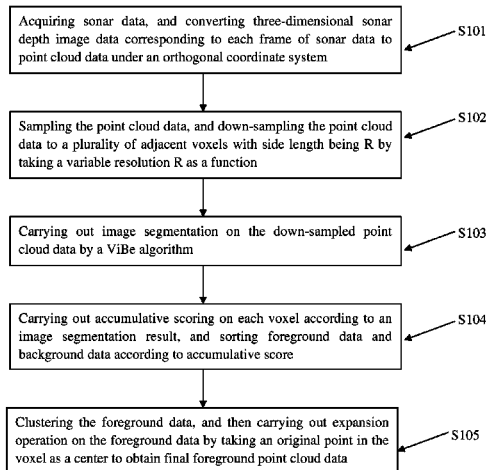 Acquiring sonar data, and converting three-dimensional sonar
depth image data corresponding to each frame of sonar data to
point cloud data under an orthogonal coordinate system
S101
Sampling the point cloud data, and down-sampling the point cloud
data to a plurality of adjacent voxels with side length being R by
taking a variable resolution R as a function
S102
Carrying out image segmentation on the down-sampled point
cloud data by a ViBe algorithm
S103
Carrying out accumulative scoring on each voxel according to an
image segmentation result, and sorting foreground data and
background data according to accumulative score
S104
Clustering the foreground data, and then carrying out expansion
operation on the foreground data by taking an original point in the
voxel as a center to obtain final foreground point cloud data
S105